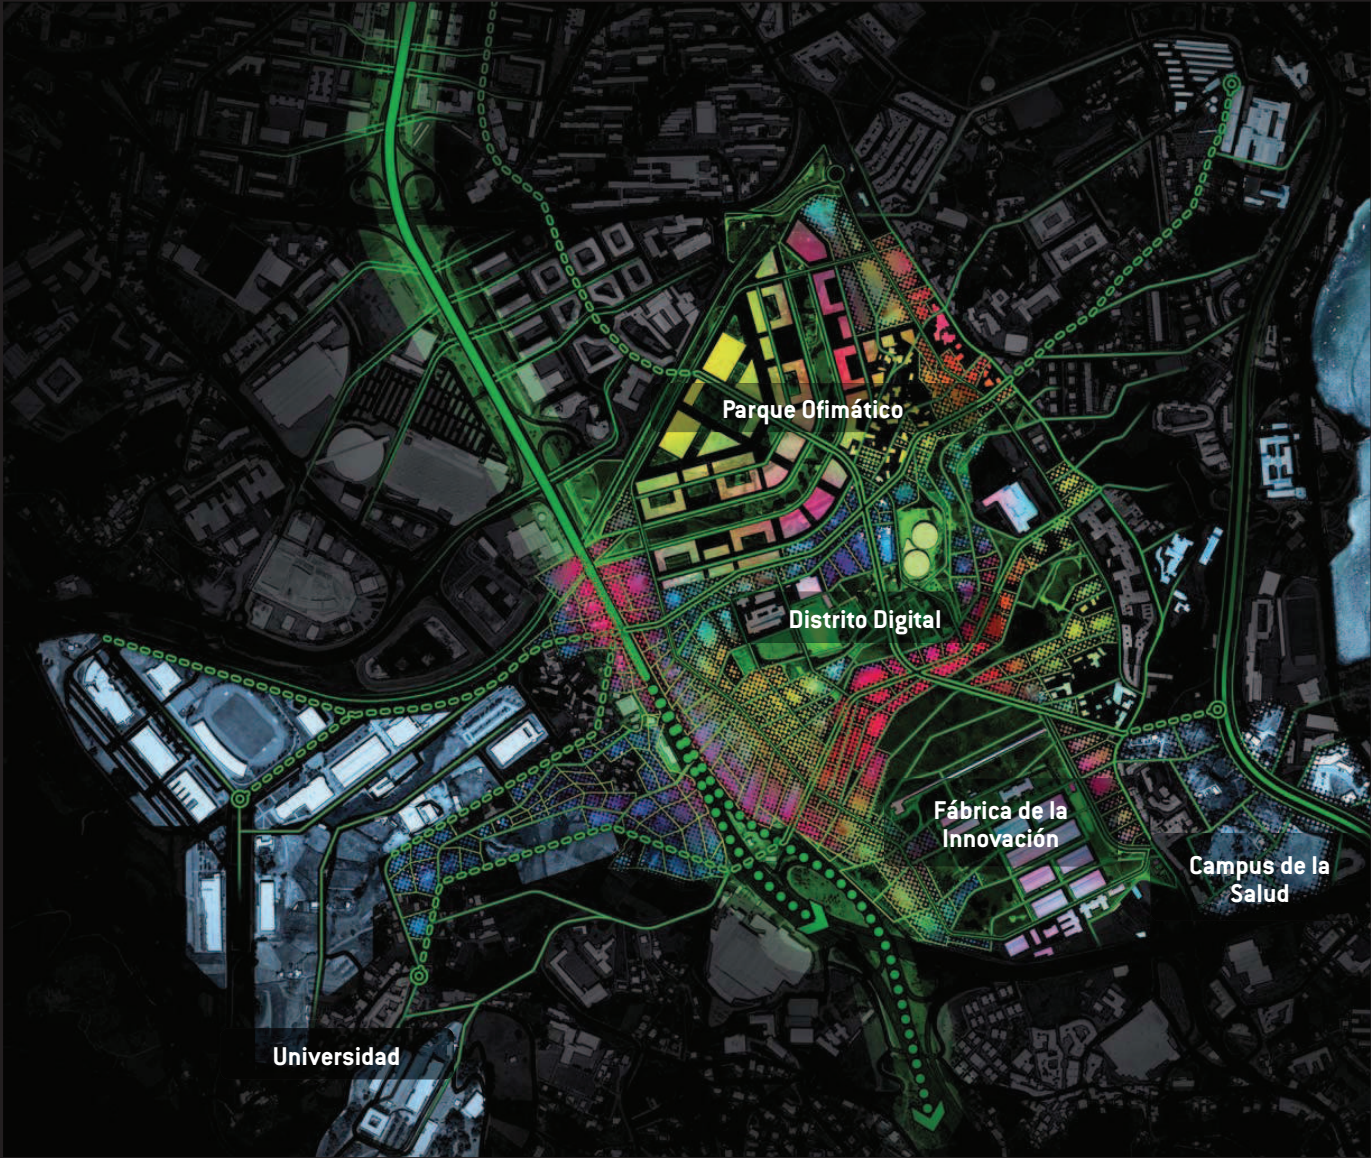 Parque Ofimático
Distrito Digital
Fábrica de la
Innovación
Campus de la
Salud
Universidad